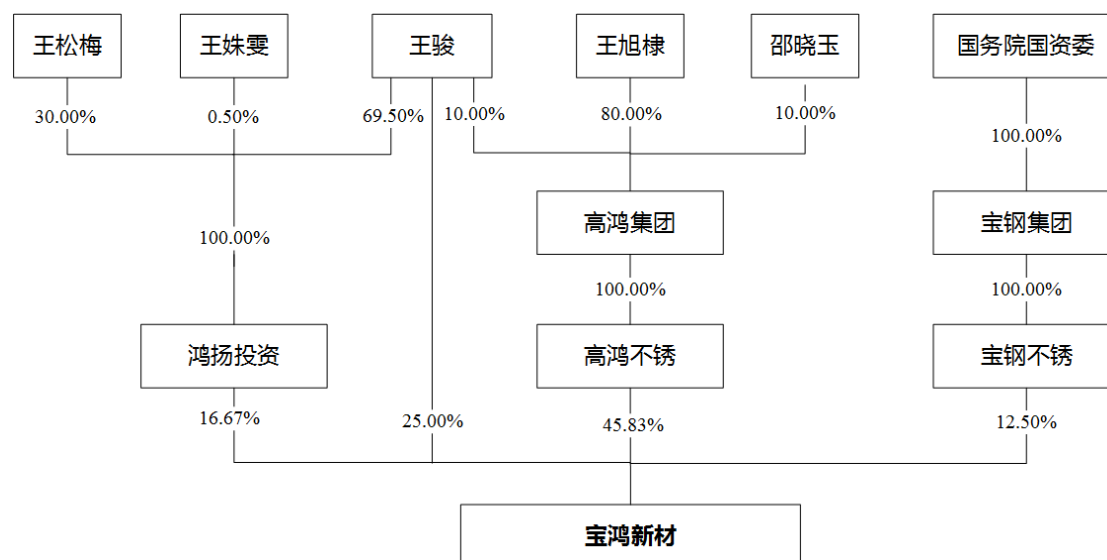 王松梅
王姝雯
王骏
王旭棣
邵晓玉
国务院国资委
30.00%
0.50%
69.50%
10.00%
80.00%
10.00%
100.00%
高鸿集团
宝钢集团
100.00%
100.00%
100.00%
鸿扬投资
高鸿不锈
宝钢不锈
16.67%
25.00%
45.83%
12.50%
宝鸿新材